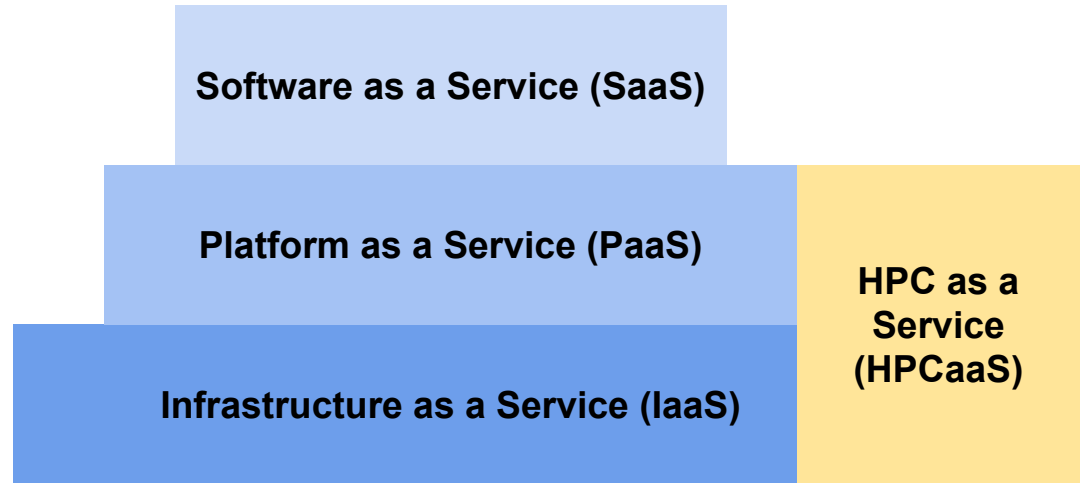 Software as a Service (SaaS)
Platform as a Service (PaaS)
Infrastructure as a Service (IaaS)
HPC as a
Service
(HPCaaS)